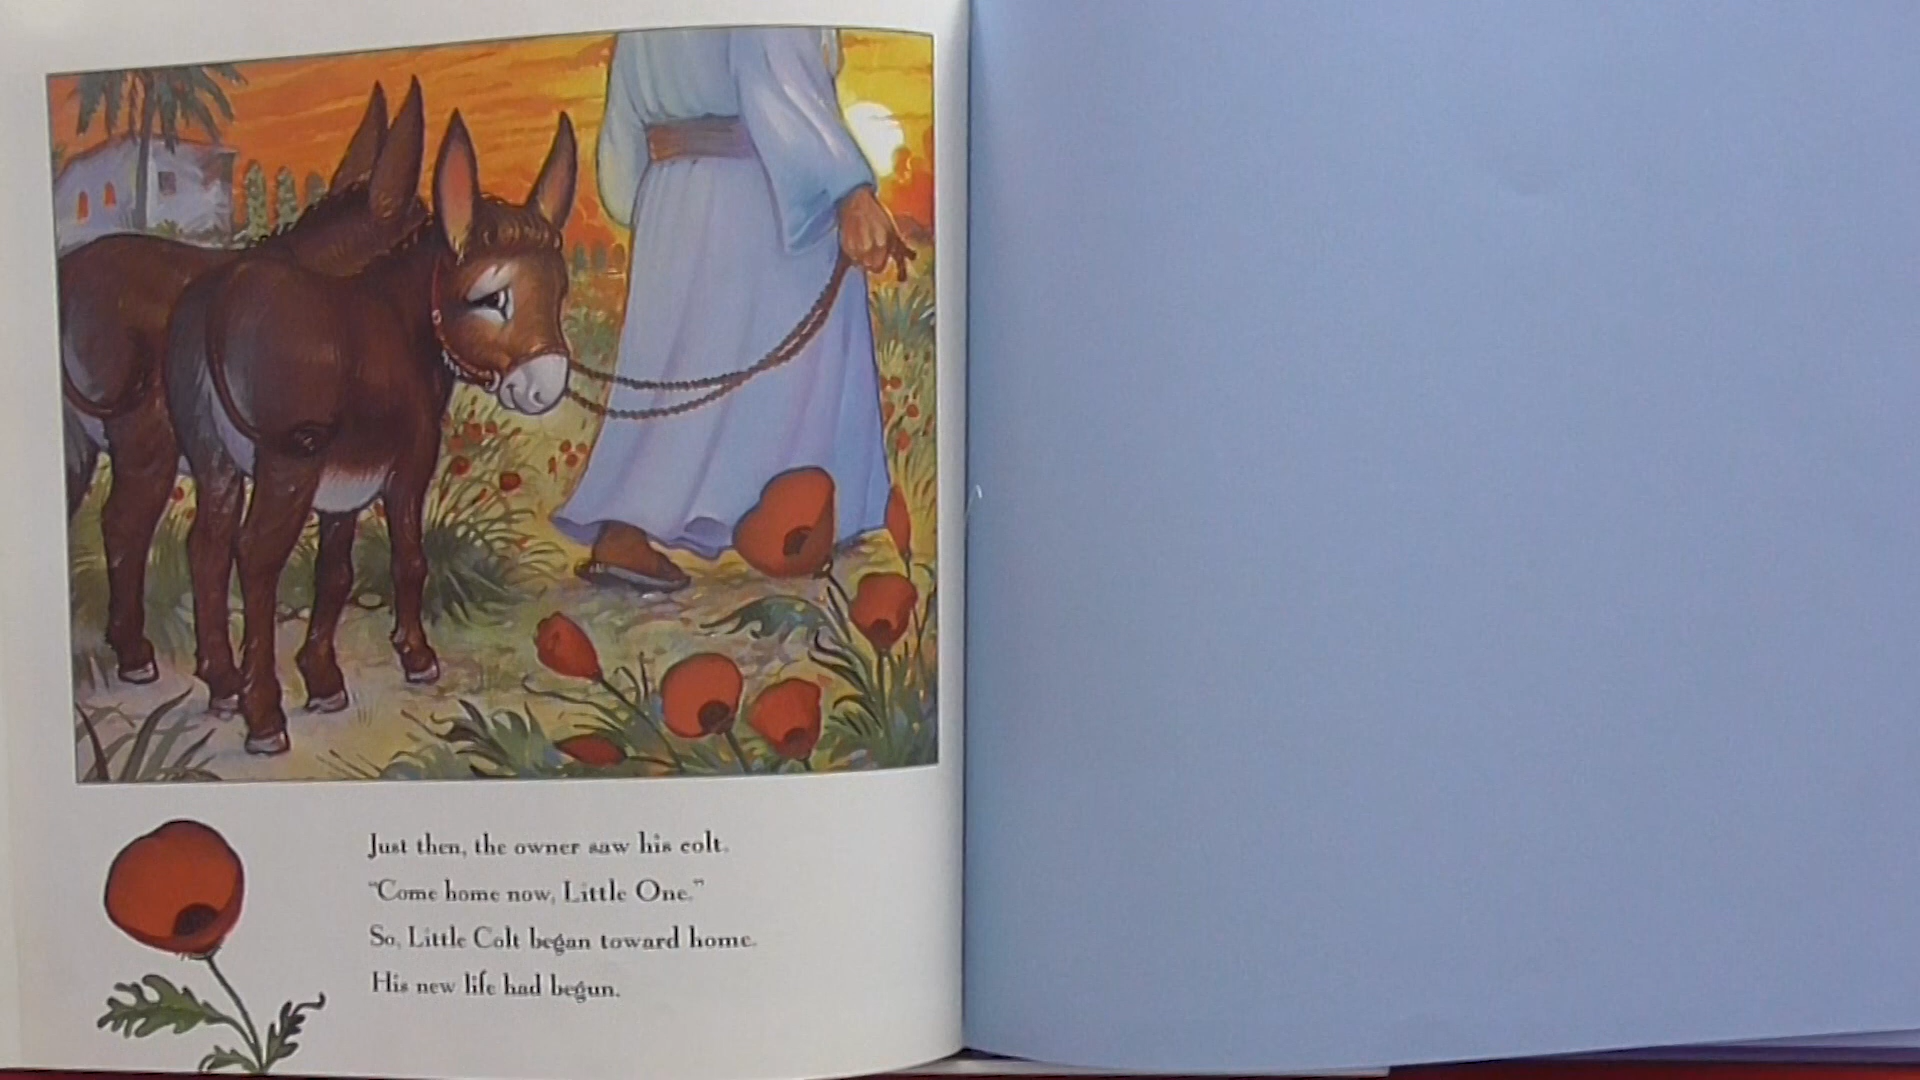 Just then, the owner saw his colt.
“Come home now, Little One.”
So, Little Colt began toward home.
His new life had begun.